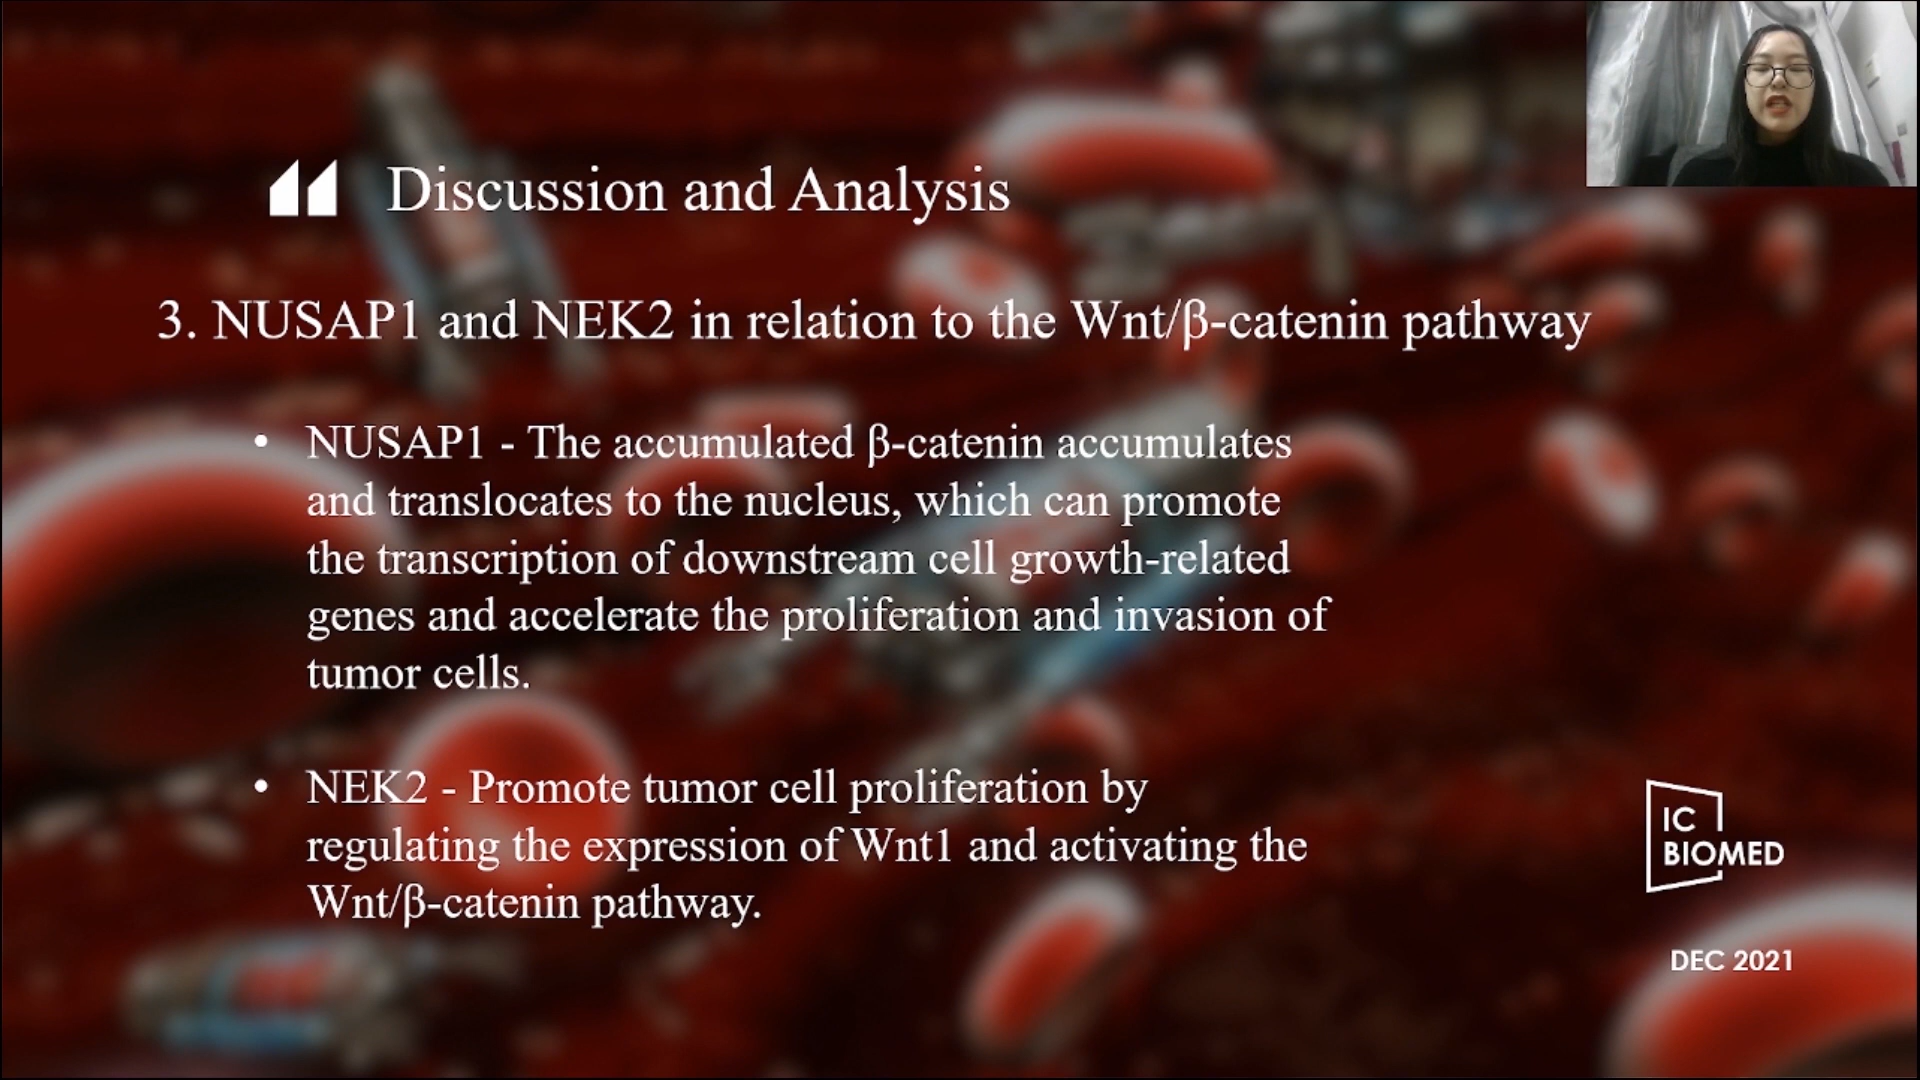 Discussion and Analysis
3. NUSAP1 and NEK2 in relation to the Wnt/β-catenin pathway
• NUSAP1 - The accumulated β-catenin accumulates
and translocates to the nucleus, which can promote
the transcription of downstream cell growth-related
genes and accelerate the proliferation and invasion of
tumor cells.
• NEK2 - Promote tumor cell proliferation by
regulating the expression of Wnt1 and activating the
Wnt/β-catenin pathway.
IC
BIOMED
DEC 2021